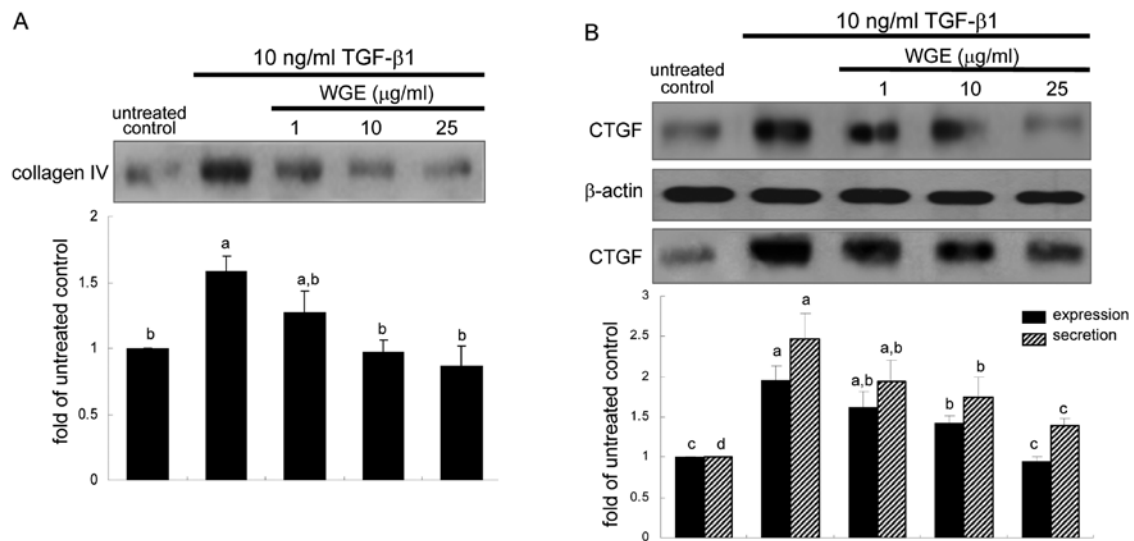 A
10 ng/ml TGF-β1
WGE (μg/ml)
untreated
control
1 10 25
collagen IV
fold of untreated control
2
1.5
1
0.5
0
b
a
a,b
b
b
B
10 ng/ml TGF-β1
WGE (μg/ml)
untreated
control
1 10 25
CTGF
β-actin
CTGF
fold of untreated control
3
2.5
2
1.5
1
0.5
0
expression
secretion
c d
a a
a,b a,b
b b
c c